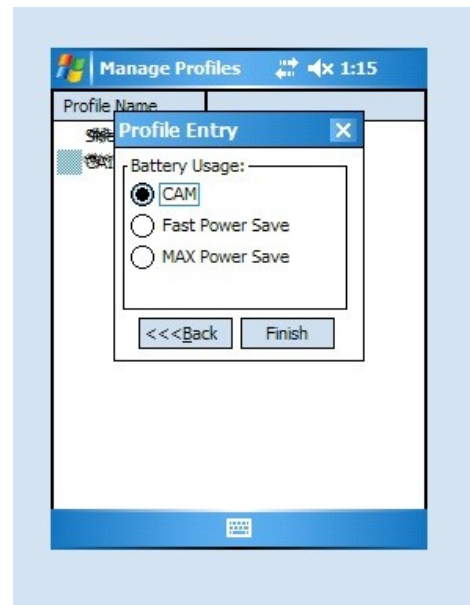 Manage Profiles 1:15
Profile Name
Profile Entry
Battery Usage:
CAM
Fast Power Save
MAX Power Save
<<<Back Finish